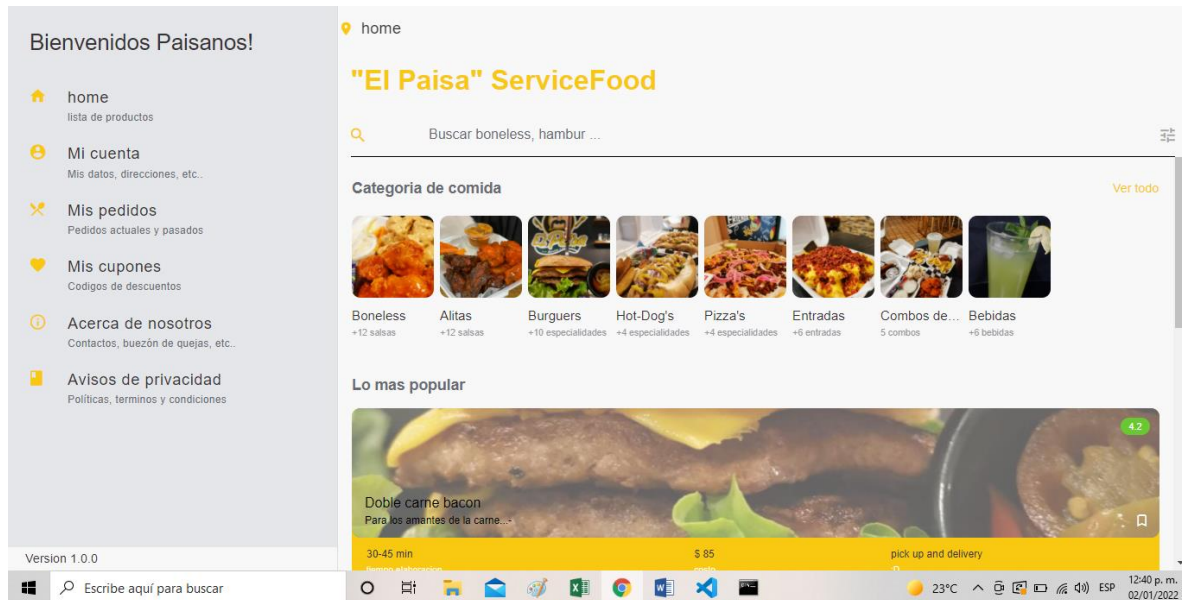 Bienvenidos Paisanos!
home
lista de productos
Mi cuenta
Mis datos, direcciones, etc..
Mis pedidos
Pedidos actuales y pasados
Mis cupones
Codigos de descuentos
Acerca de nosotros
Contactos, buezòn de quejas, etc..
Avisos de privacidad
Políticas, terminos y condiciones
Version 1.0.0
home
"El Paisa" ServiceFood
Buscar boneless, hambur ...
Categoria de comida
Ver todo
Boneless
+12 salsas
Alitas
+12 salsas
Burguers
+10 especialidades
Hot-Dog's
+4 especialidades
Pizza's
+4 especialidades
Entradas
+6 entradas
Combos de...
5 combos
Bebidas
+6 bebidas
Lo mas popular
4.2
Doble carne bacon
Para los amantes de la carne...-
30-45 min
tiempo elaboracion
$ 85
costo
pick up and delivery
Escribe aquí para buscar
23°C
ESP
12:40 p. m.
02/01/2022